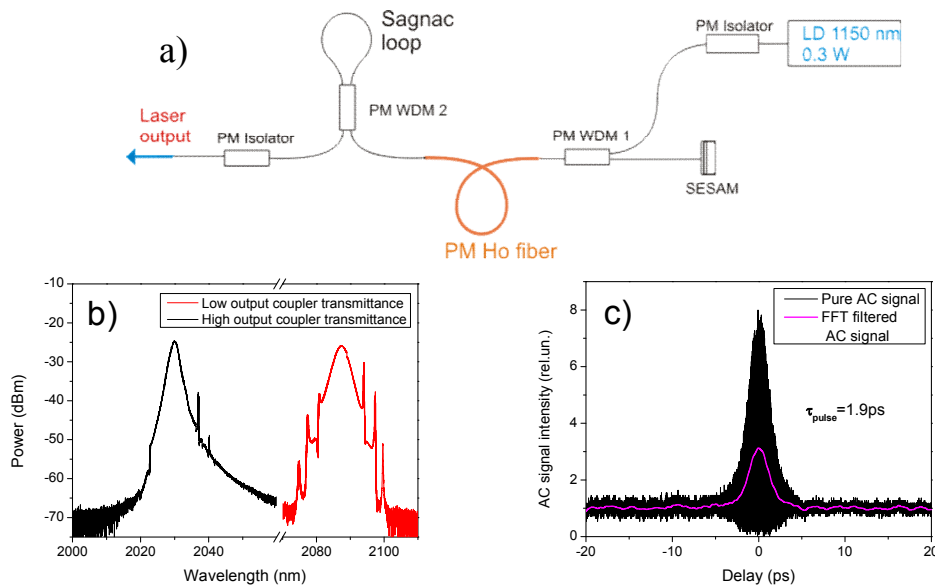 a)
Sagnac
loop
PM Isolator
LD 1150 nm
0.3 W
PM WDM 2
Laser
output
PM Isolator
PM WDM 1
SESAM
PM Ho fiber
b)
Low output coupler transmittance
High output coupler transmittance
Power (dBm)
-10
-20
-30
-40
-50
-60
-70
2000 2020 2040 2080 2100
Wavelength (nm)
c)
Pure AC signal
FFT filtered
AC signal
τpulse=1.9ps
AC signal intensity (rel.un.)
8
6
4
2
0
-20 -10 0 10 20
Delay (ps)